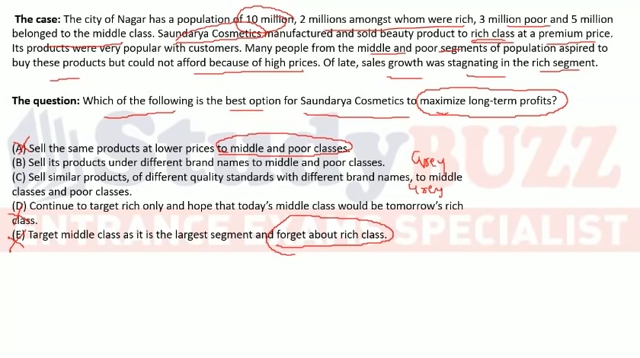 The case: The city of Nagar has a population of 10 million, 2 millions amongst whom were rich, 3 million poor and 5 million
belonged to the middle class. Saundarya Cosmetics manufactured and sold beauty product to rich class at a premium price.
Its products were very popular with customers. Many people from the middle and poor segments of population aspired to
buy these products but could not afford because of high prices. Of late, sales growth was stagnating in the rich segment.
The question: Which of the following is the best option for Saundarya Cosmetics to maximize long-term profits?
(A) Sell the same products at lower prices to middle and poor classes.
(B) Sell its products under different brand names to middle and poor classes.
Grey
(C) Sell similar products, of different quality standards with different brand names, to middle
classes and poor classes.
Grey
(D) Continue to target rich only and hope that today's middle class would be tomorrow's rich
class.
(E) Target middle class as it is the largest segment and forget about rich class.
StudyBUZZ
ENTRANCE EXAM SPECIALIST